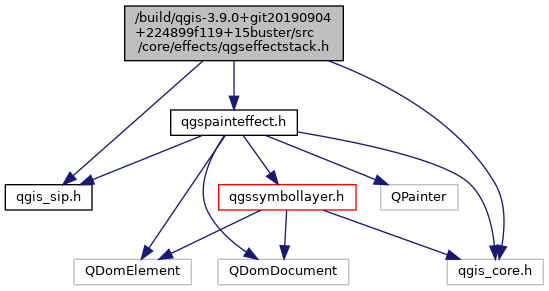 /build/qgis-3.9.0+git20190904
+224899f119+15buster/src
/core/effects/qgseffectstack.h
qgspainteffect.h
qgis_sip.h
qgssymbollayer.h
QPainter
QDomElement
QDomDocument
qgis_core.h